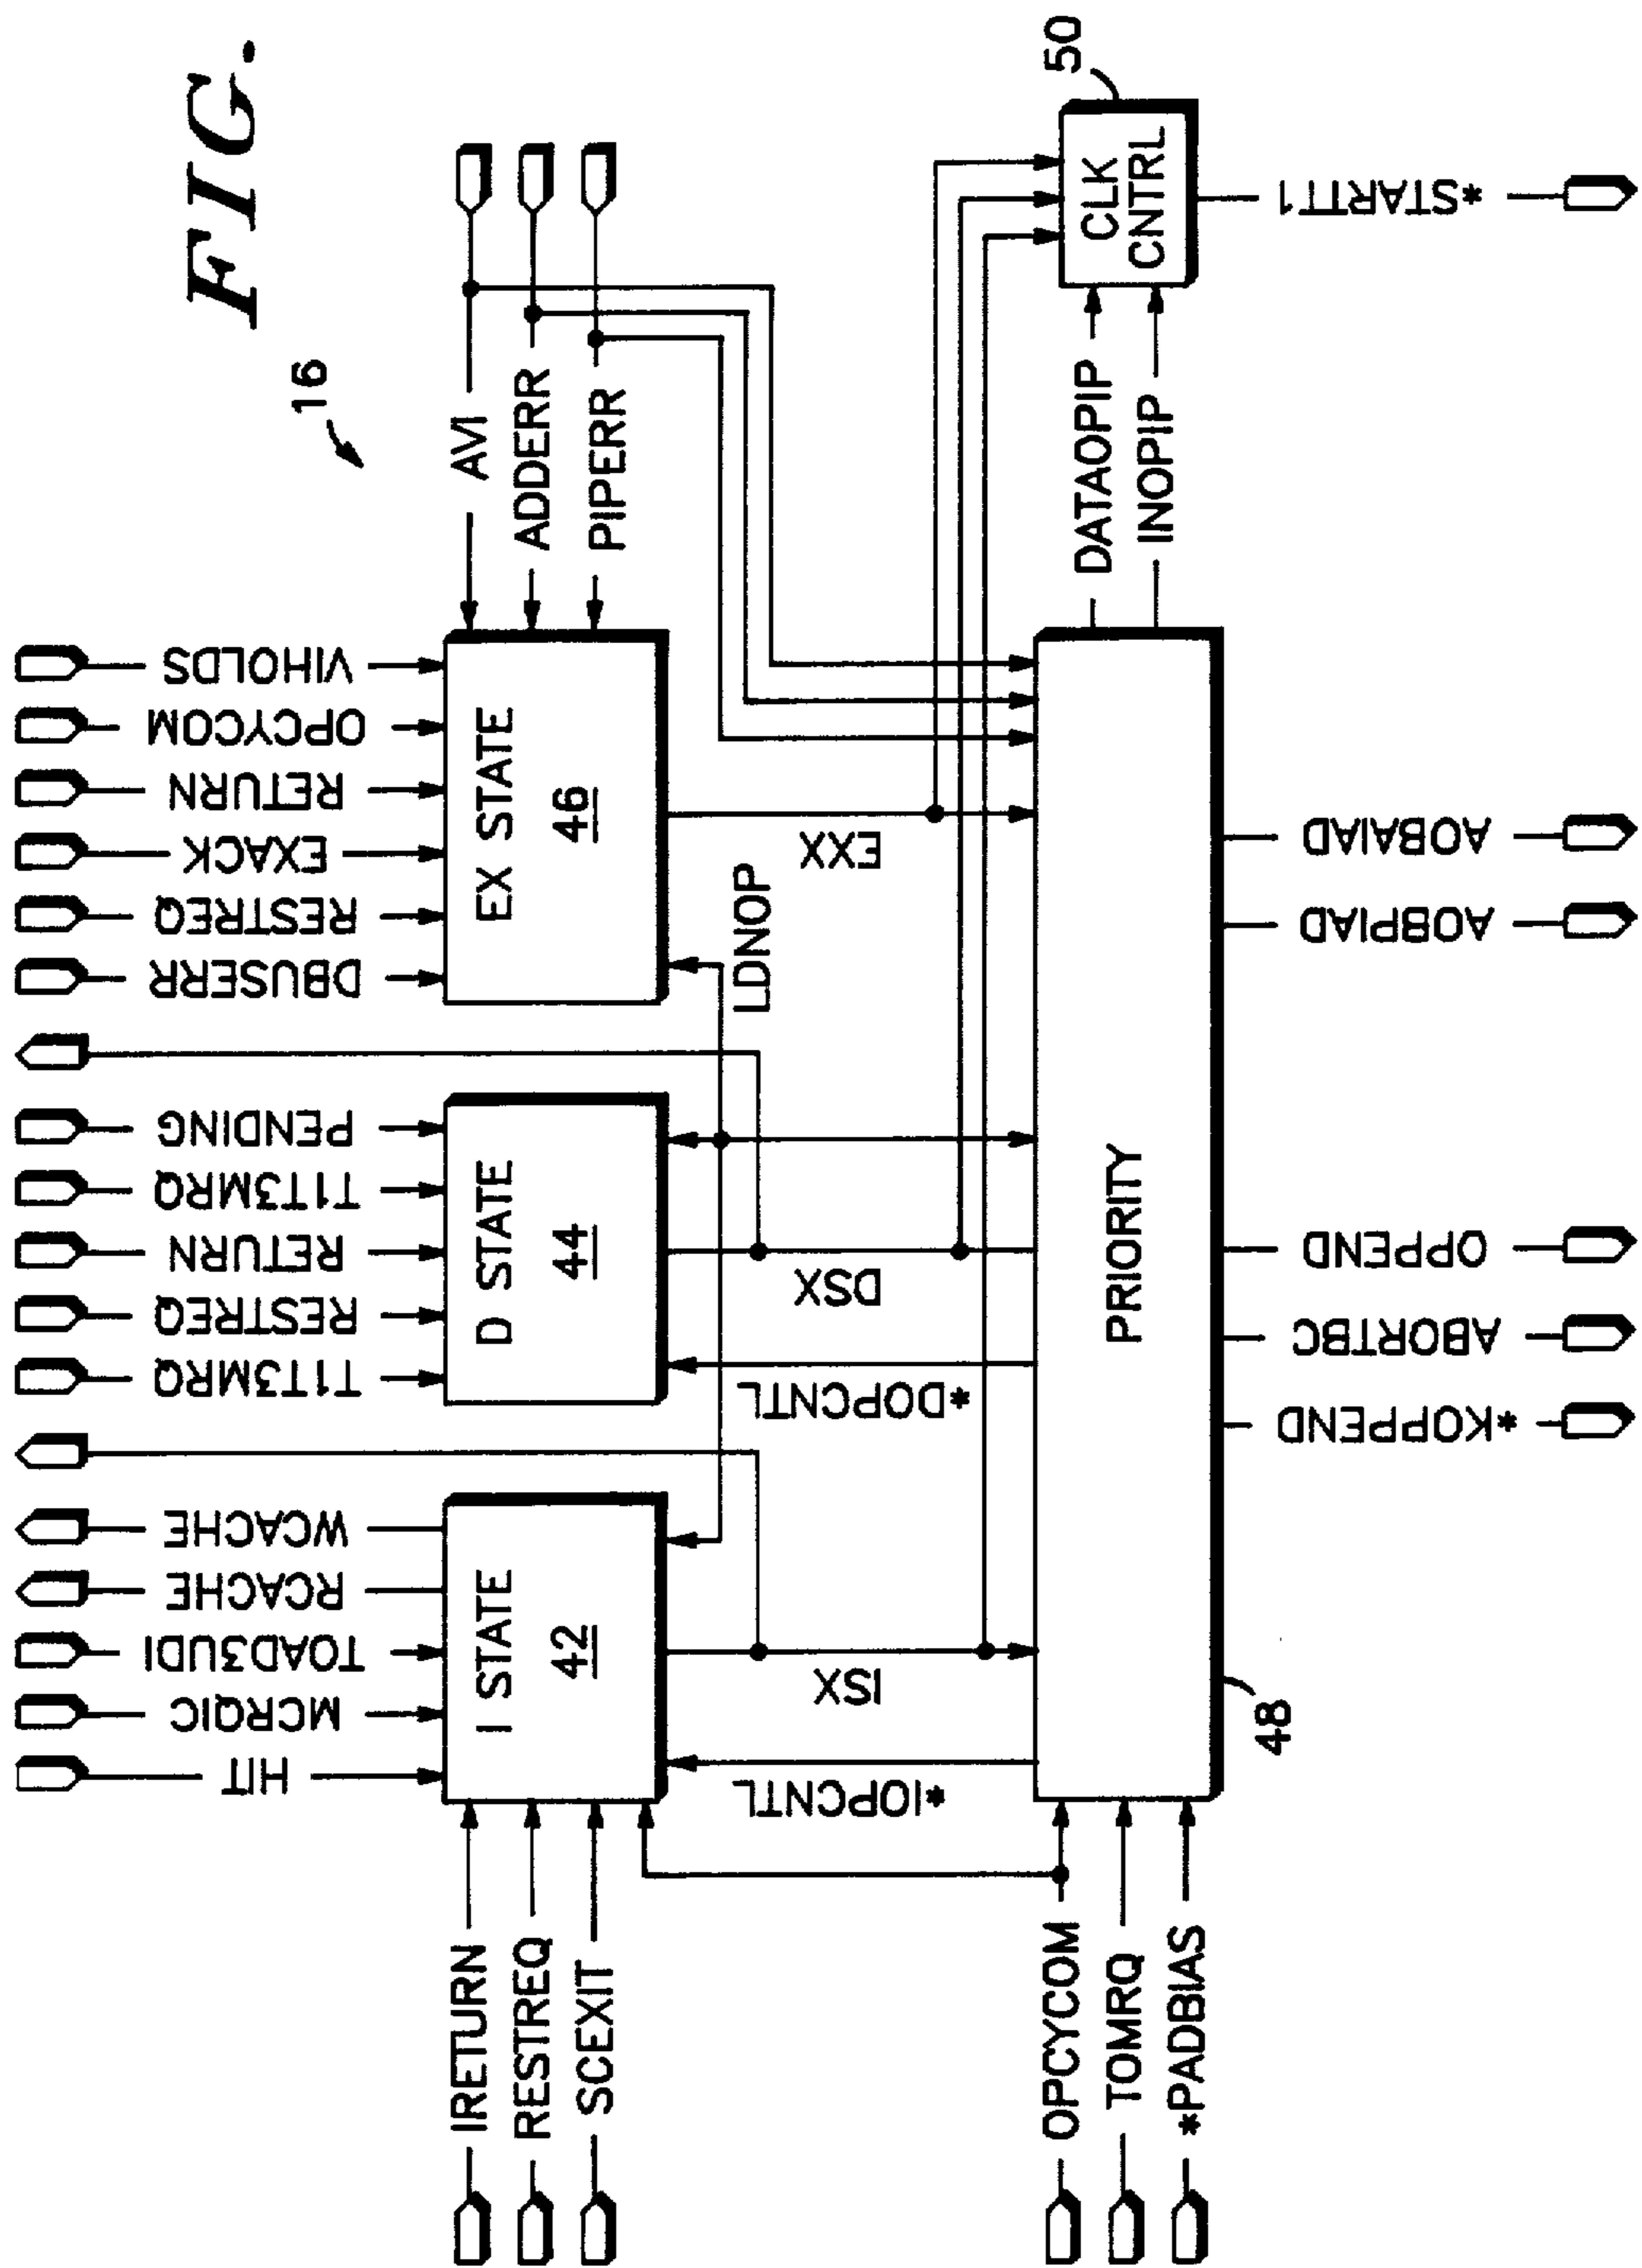 FIG.
16
HIT
MCRQIC
TOAD3UDI
RCACHE
WCACHE
T1T3MRQ
RESTREQ
RETURN
T1T3MRQ
PENDING
DBUSERR
RESTREQ
EXACK
RETURN
OPCYCOM
VIHOLDS
IRETURN
RESTREQ
SCEXIT
I STATE
42
D STATE
44
EX STATE
46
AVI
ADDERR
PIPERR
*IOPCNTL
ISX
*DOPCNTL
DSX
LDNOP
EXX
OPCYCOM
TOMRQ
*PADBIAS
PRIORITY
48
DATAOPIP
INOPIP
CLK
CNTRL
50
*KOPPEND
ABORTBC
OPPEND
AOBPIAD
AOBAIAD
*STARTT1